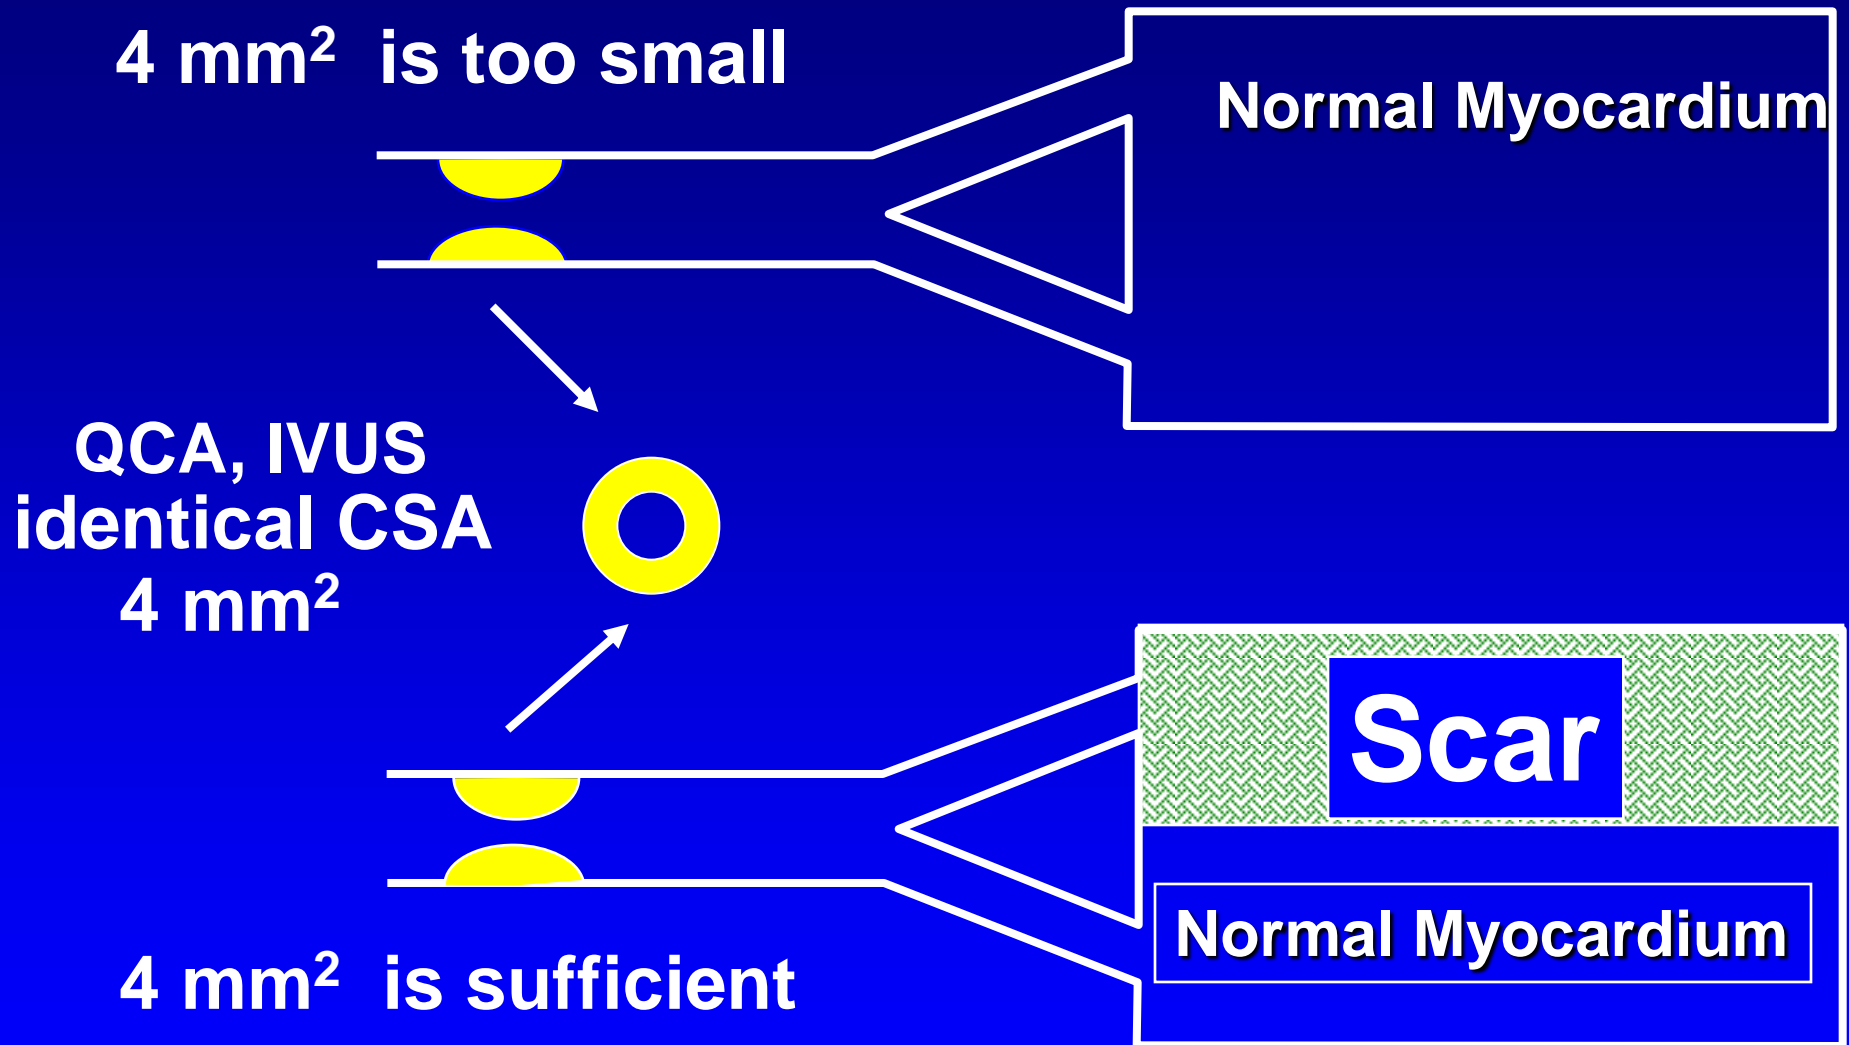 4 mm² is too small
Normal Myocardium
QCA, IVUS
identical CSA
4 mm²
Scar
Normal Myocardium
4 mm² is sufficient